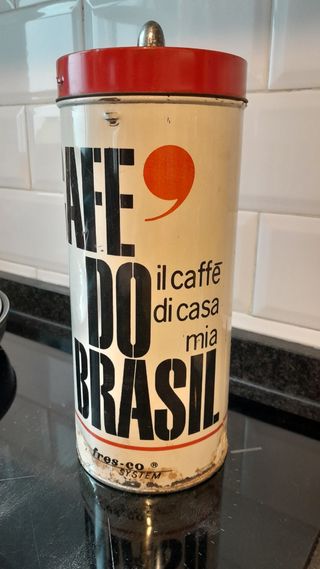 AFE
DO
BRASIL
il caffè
di casa
mia
fres-co ®
SYSTEM